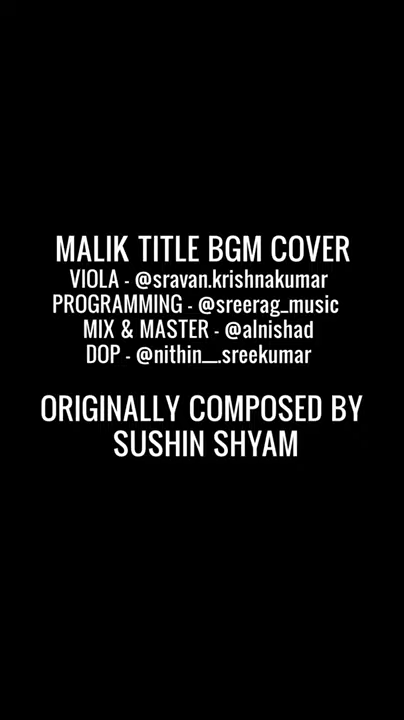 MALIK TITLE BGM COVER
VIOLA - @sravan.krishnakumar
PROGRAMMING - @sreerag_music
MIX & MASTER - @alnishad
DOP - @nithin__.sreekumar
ORIGINALLY COMPOSED BY
SUSHIN SHYAM